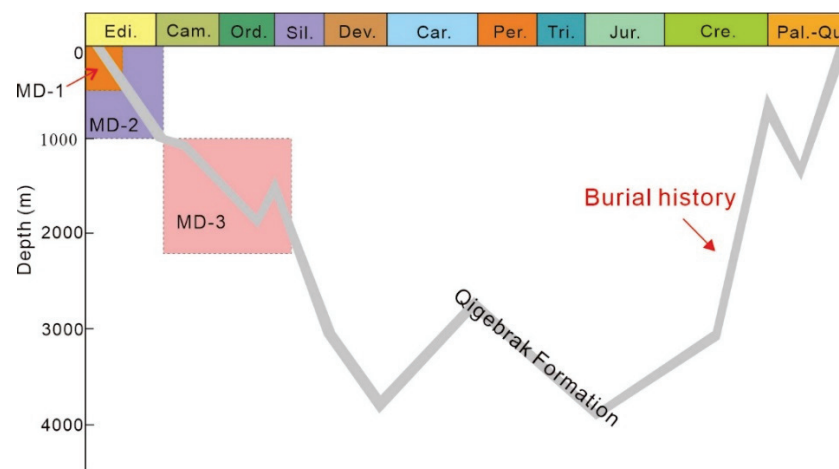 Edi. Cam. Ord. Sil. Dev. Car. Per. Tri. Jur. Cre. Pal.-Qu
0
MD-1
MD-2
1000
MD-3
Burial history
2000
Depth (m)
Qigebrak Formation
3000
4000